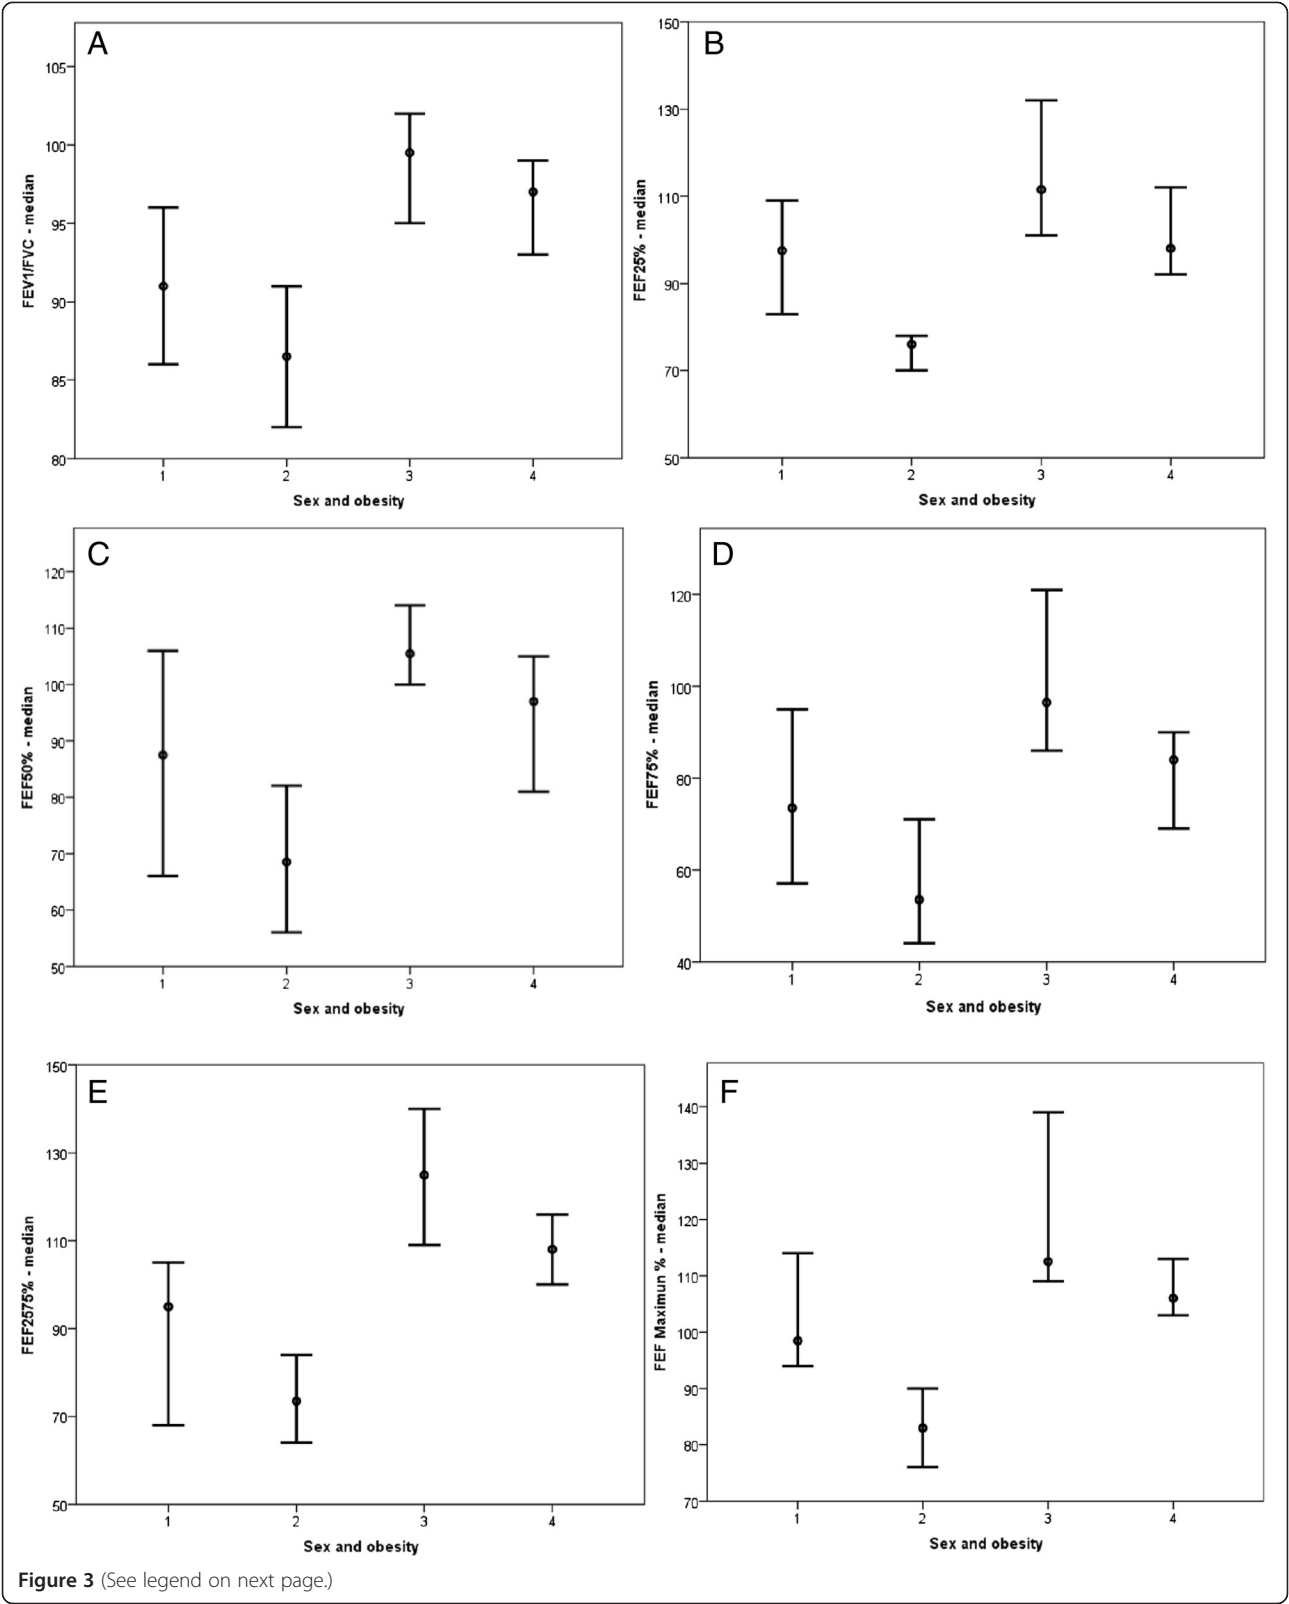 A
105
100
95
90
85
80
FEV1/FVC - median
1 2 3 4
Sex and obesity
B
150
130
110
90
70
50
FEF25% - median
1 2 3 4
Sex and obesity
C
120
110
100
90
80
70
60
50
FEF50% - median
1 2 3 4
Sex and obesity
D
120
100
80
60
40
FEF75% - median
1 2 3 4
Sex and obesity
E
150
130
110
90
70
50
FEF2575% - median
1 2 3 4
Sex and obesity
F
140
130
120
110
100
90
80
70
FEF Maximun % - median
1 2 3 4
Sex and obesity
Figure 3 (See legend on next page.)